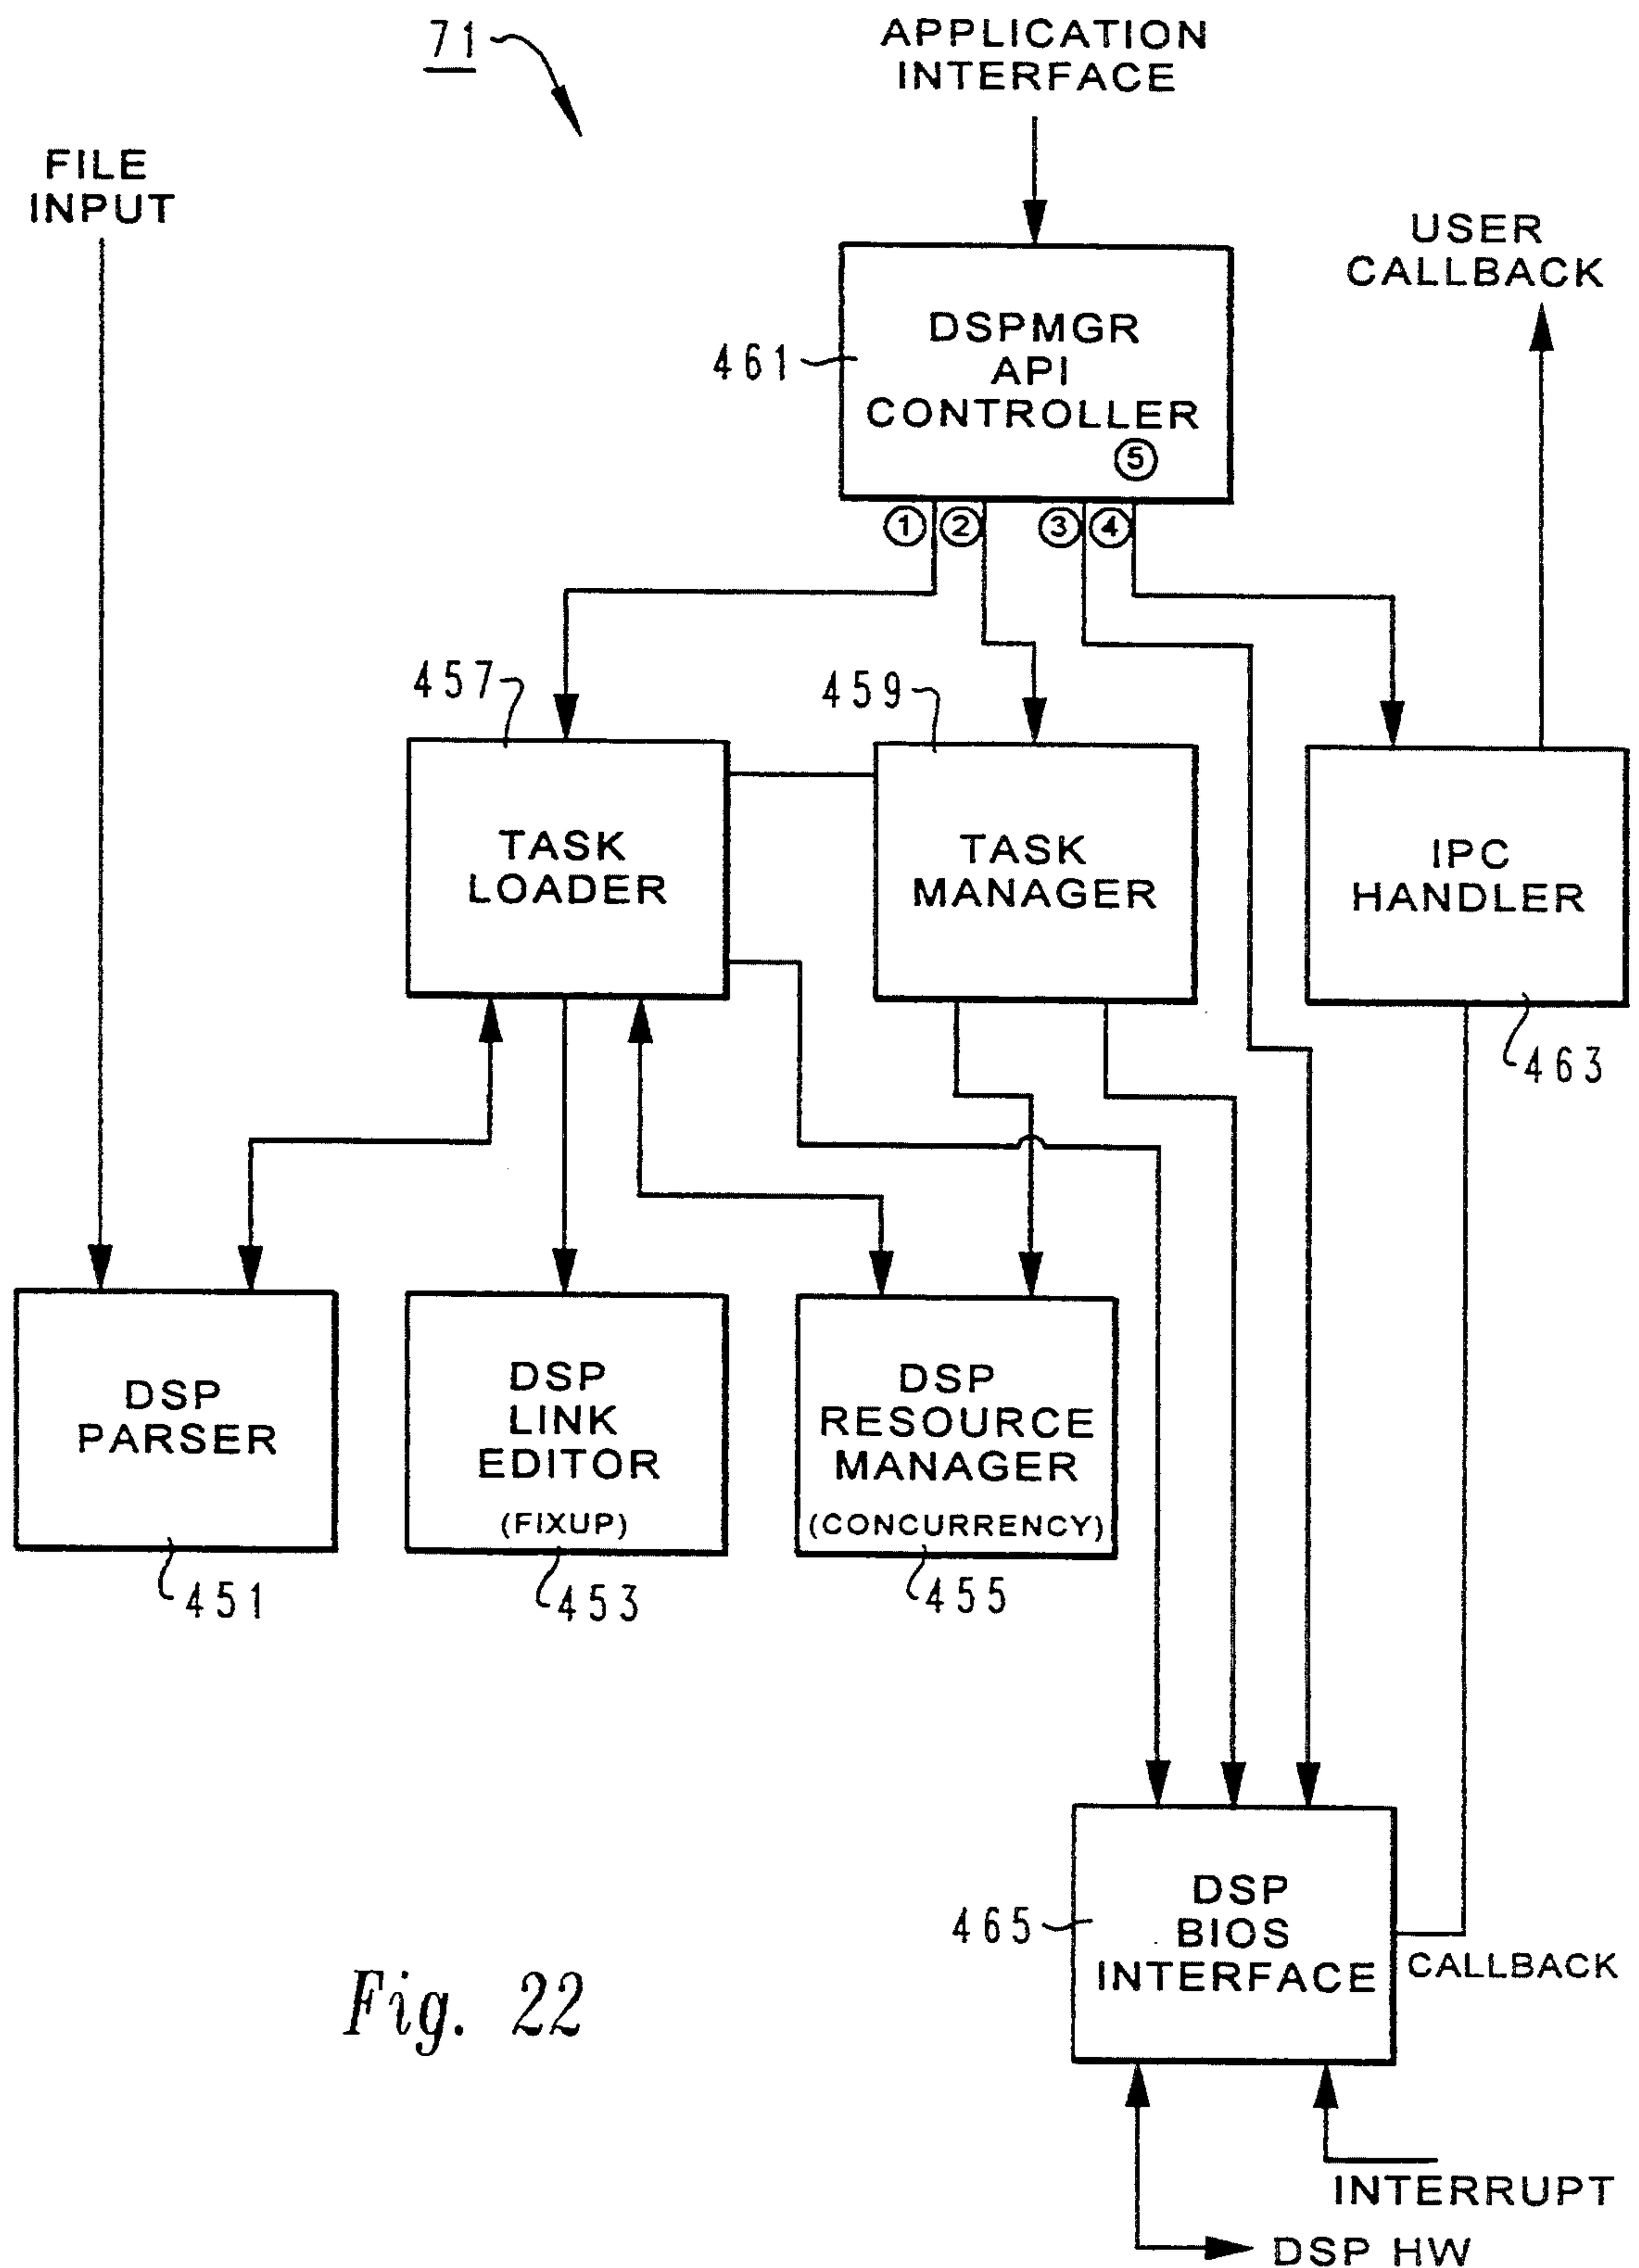 71
APPLICATION
INTERFACE
FILE
INPUT
USER
CALLBACK
461
DSPMGR
API
CONTROLLER
5
1 2 3 4
457
459
TASK
LOADER
TASK
MANAGER
IPC
HANDLER
463
DSP
PARSER
DSP
LINK
EDITOR
(FIXUP)
DSP
RESOURCE
MANAGER
(CONCURRENCY)
451
453
455
465
DSP
BIOS
INTERFACE
CALLBACK
Fig. 22
INTERRUPT
DSP HW